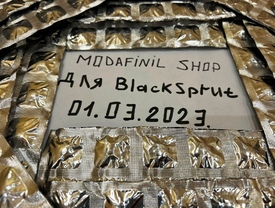 MODAFINIL SHOP
ДЛЯ BlackSprut
01.03.2023.